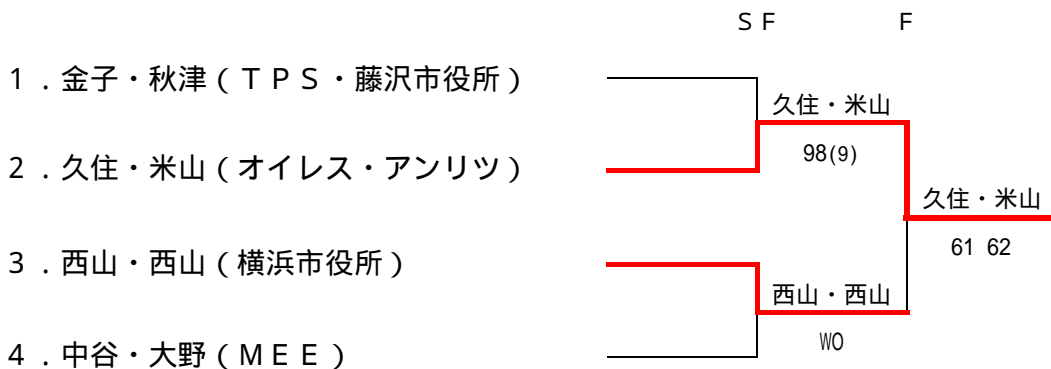 ＳＦ Ｆ
１．金子・秋津（ＴＰＳ・藤沢市役所）
久住・米山
98(9)
２．久住・米山（オイレス・アンリツ）
久住・米山
61 62
３．西山・西山（横浜市役所）
西山・西山
WO
４．中谷・大野（ＭＥＥ）